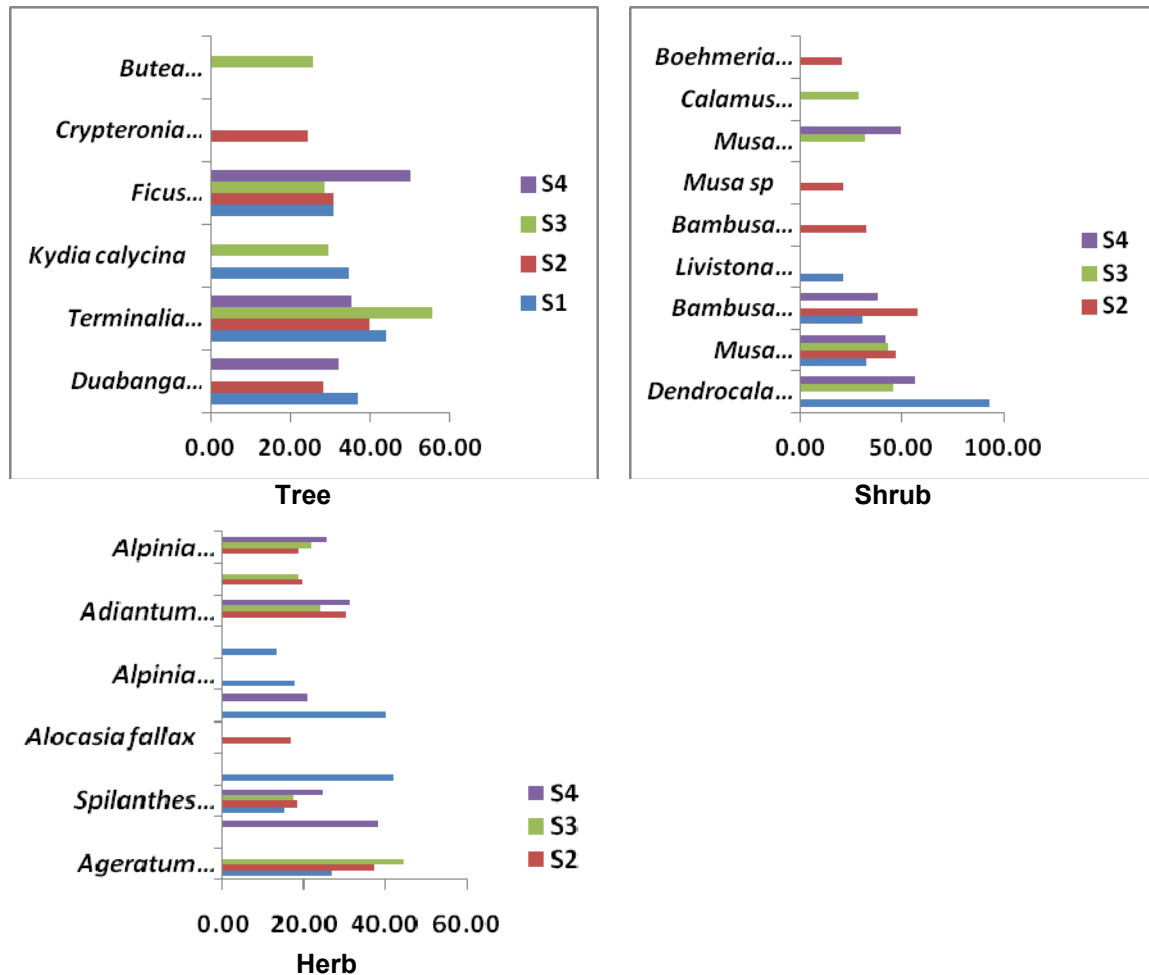 Butea...
Crypteronia...
Ficus...
Kydia calycina
Terminalia...
Duabanga...
S4
S3
S2
S1
0.00 20.00 40.00 60.00
Tree
Boehmeria...
Calamus...
Musa...
Musa sp
Bambusa...
Livistona...
Bambusa...
Musa...
Dendrocala...
S4
S3
S2
0.00 50.00 100.00
Shrub
Alpinia...
Adiantum...
Alpinia...
Alocasia fallax
Spilanthes...
Ageratum...
S4
S3
S2
0.00 20.00 40.00 60.00
Herb